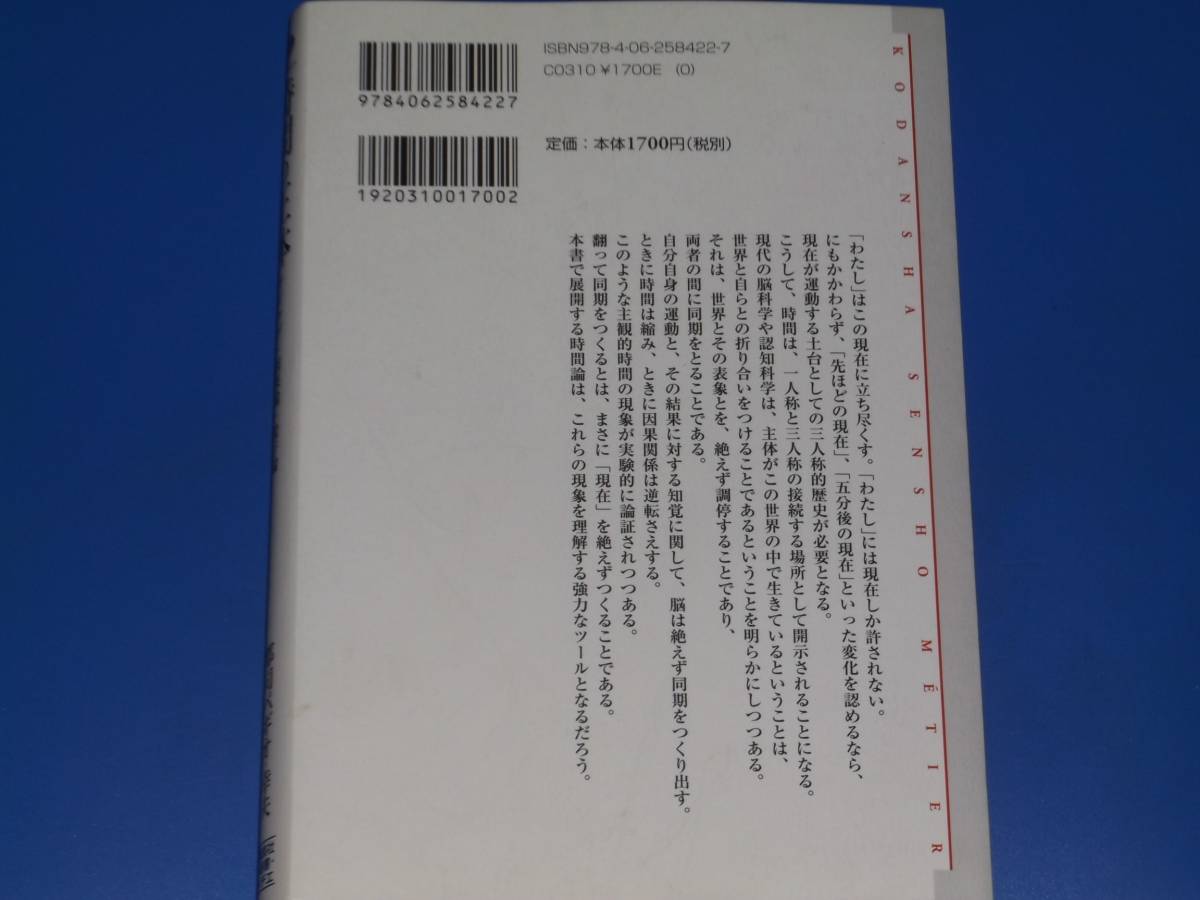 ISBN978-4-06-258422-7
C0310 ¥1700E (0)
9784062584227
定価：本体1700円（税別）
1920310017002
KODANSHA SENSHO MÉTIER
「わたし」はこの現在に立ち尽くす。「わたし」には現在しか許されない。
にもかかわらず、「先ほどの現在」、「五分後の現在」といった変化を認めるなら、
現在が運動する土台としての三人称的歴史が必要となる。
こうして、時間は、一人称と三人称の接続する場所として開示されることになる。
現代の脳科学や認知科学は、主体がこの世界の中で生きているということは、
世界と自らとの折り合いをつけることであるということを明らかにしつつある。
それは、世界とその表象とを、絶えず調停することであり、
両者の間に同期をとることである。
自分自身の運動と、その結果に対する知覚に関して、脳は絶えず同期をつくり出す。
ときに時間は縮み、ときに因果関係は逆転さえする。
このような主観的時間の現象が実験的に論証されつつある。
翻って同期をつくるとは、まさに「現在」を絶えずつくることである。
本書で展開する時間論は、これらの現象を理解する強力なツールとなるだろう。